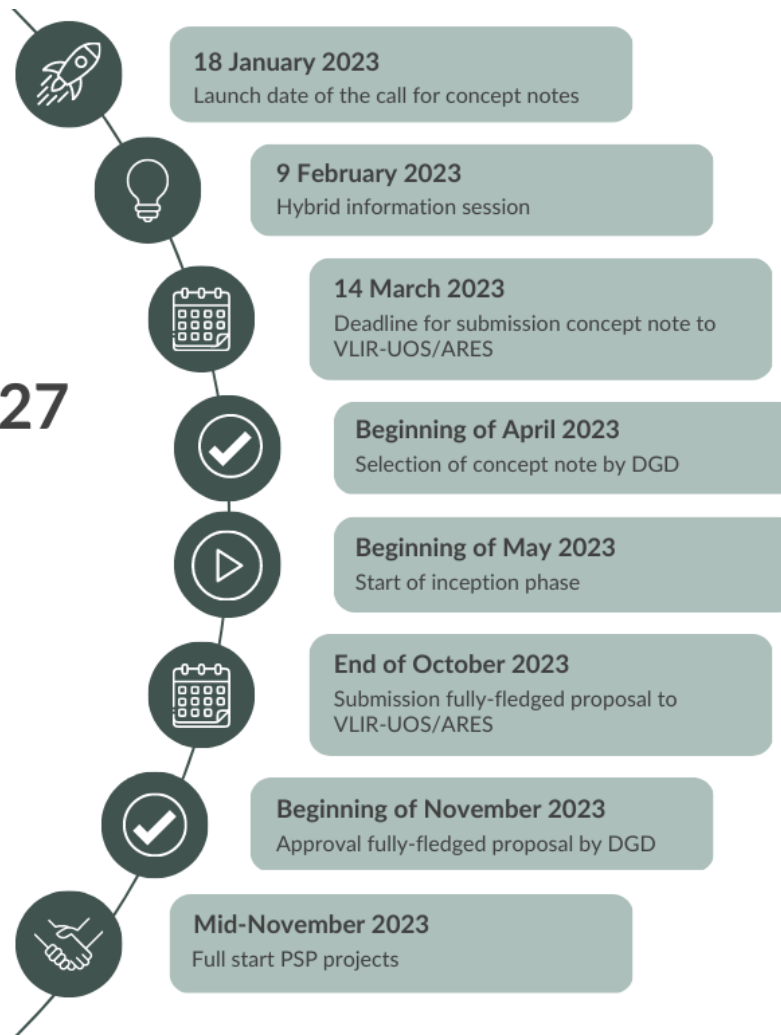 18 January 2023
Launch date of the call for concept notes
9 February 2023
Hybrid information session
14 March 2023
Deadline for submission concept note to
VLIR-UOS/ARES
27
Beginning of April 2023
Selection of concept note by DGD
Beginning of May 2023
Start of inception phase
End of October 2023
Submission fully-fledged proposal to
VLIR-UOS/ARES
Beginning of November 2023
Approval fully-fledged proposal by DGD
Mid-November 2023
Full start PSP projects